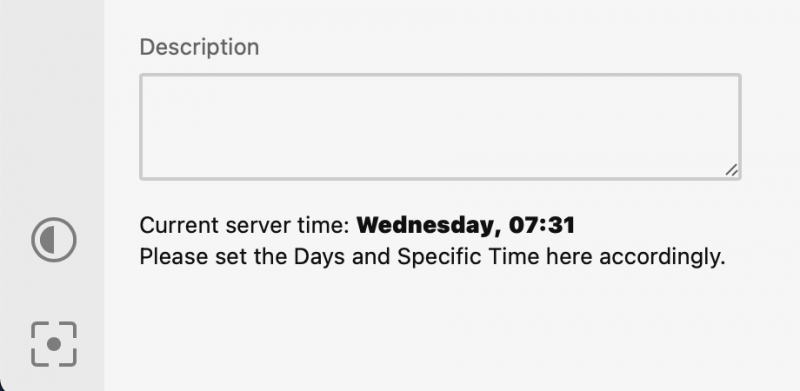 Description
Current server time: Wednesday, 07:31
Please set the Days and Specific Time here accordingly.